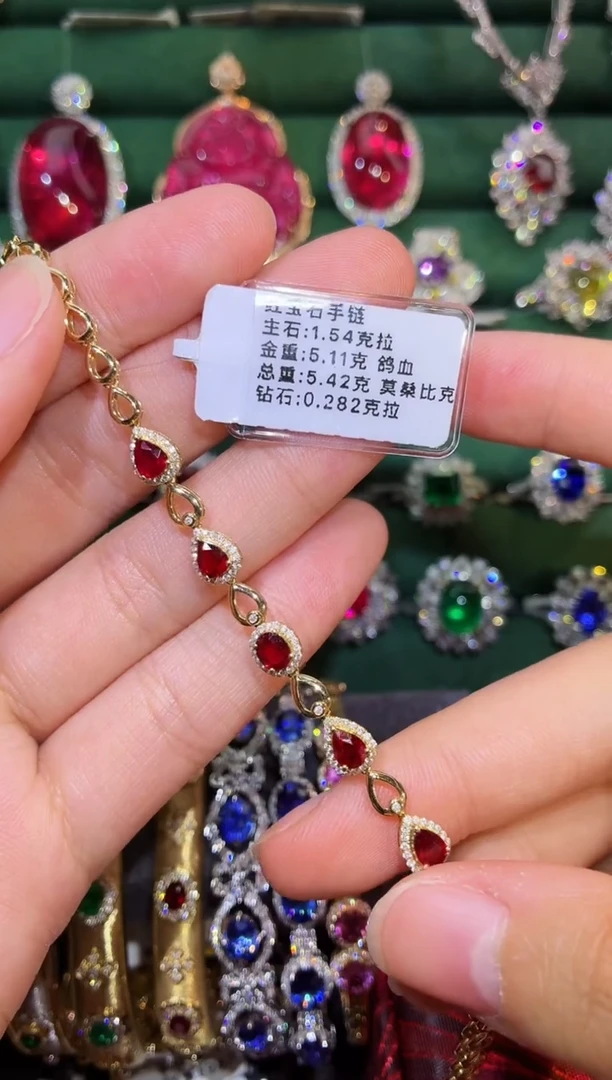 红宝石手链
主石:1.54克拉
金重:5.11克 鸽血
总重:5.42克 莫桑比克
钻石:0.282克拉